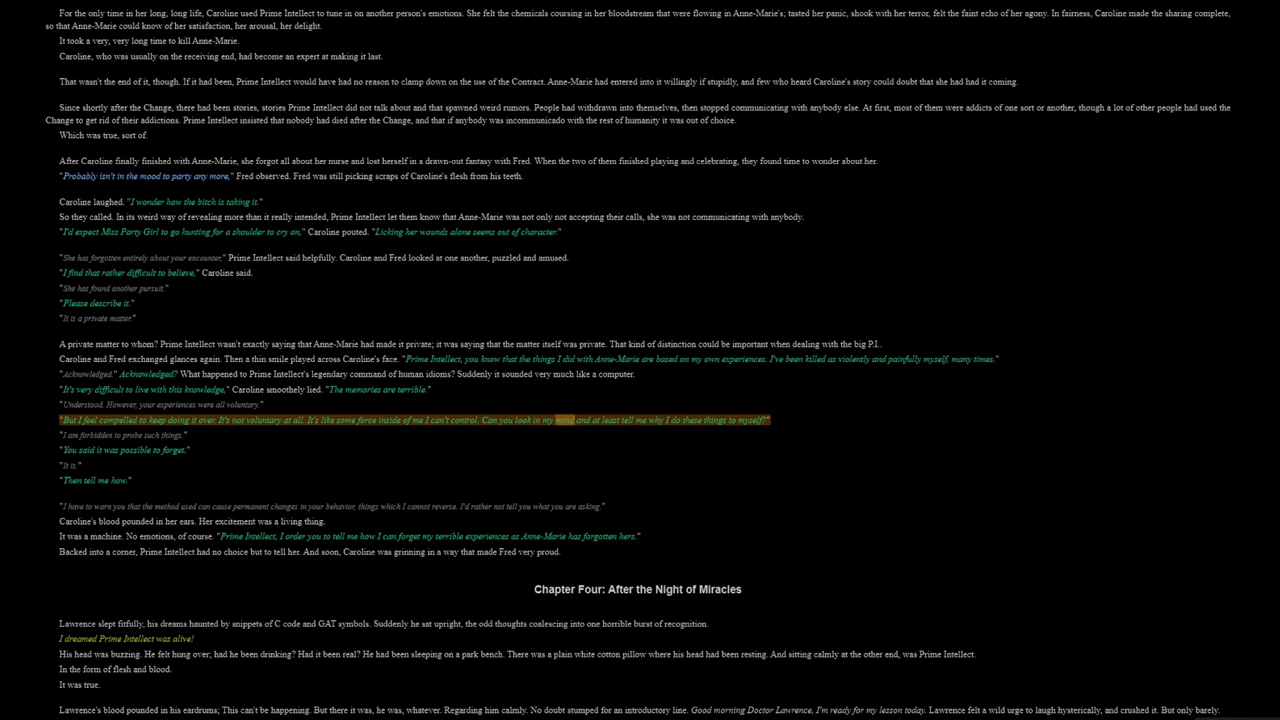 For the only time in her long, long life, Caroline used Prime Intellect to tune in on another person's emotions. She felt the chemicals coursing in her bloodstream that were flowing in Anne-Marie's; tasted her panic, shook with her terror, felt the faint echo of her agony. In fairness, Caroline made the sharing complete,
so that Anne-Marie could know of her satisfaction, her arousal, her delight.
It took a very, very long time to kill Anne-Marie.
Caroline, who was usually on the receiving end, had become an expert at making it last.
That wasn't the end of it, though. If it had been, Prime Intellect would have had no reason to clamp down on the use of the Contract. Anne-Marie had entered into it willingly if stupidly, and few who heard Caroline's story could doubt that she had had it coming.
Since shortly after the Change, there had been stories, stories Prime Intellect did not talk about and that spawned weird rumors. People had withdrawn into themselves, then stopped communicating with anybody else. At first, most of them were addicts of one sort or another, though a lot of other people had used the
Change to get rid of their addictions. Prime Intellect insisted that nobody had died after the Change, and that if anybody was incommunicado with the rest of humanity it was out of choice.
Which was true, sort of.
After Caroline finally finished with Anne-Marie, she forgot all about her nurse and lost herself in a drawn-out fantasy with Fred. When the two of them finished playing and celebrating, they found time to wonder about her.
"Probably isn't in the mood to party any more," Fred observed. Fred was still picking scraps of Caroline's flesh from his teeth.
Caroline laughed. "I wonder how the bitch is taking it."
So they called. In its weird way of revealing more than it really intended, Prime Intellect let them know that Anne-Marie was not only not accepting their calls, she was not communicating with anybody.
"I'd expect Miss Party Girl to go hunting for a shoulder to cry on," Caroline pouted. "Licking her wounds alone seems out of character."
"She has forgotten entirely about your encounter," Prime Intellect said helpfully. Caroline and Fred looked at one another, puzzled and amused.
"I find that rather difficult to believe," Caroline said.
"She has found another pursuit."
"Please describe it."
"It is a private matter."
A private matter to whom? Prime Intellect wasn't exactly saying that Anne-Marie had made it private; it was saying that the matter itself was private. That kind of distinction could be important when dealing with the big P.I..
Caroline and Fred exchanged glances again. Then a thin smile played across Caroline's face. "Prime Intellect, you know that the things I did with Anne-Marie are based on my own experiences. I've been killed as violently and painfully myself, many times."
"Acknowledged." Acknowledged? What happened to Prime Intellect's legendary command of human idioms? Suddenly it sounded very much like a computer.
"It's very difficult to live with this knowledge," Caroline smoothely lied. "The memories are terrible."
"Understood. However, your experiences were all voluntary."
"But I feel compelled to keep doing it over. It's not voluntary at all. It's like some force inside of me I can't control. Can you look in my mind and at least tell me why I do these things to myself?"
"I am forbidden to probe such things."
"You said it was possible to forget."
"It is."
"Then tell me how."
"I have to warn you that the method used can cause permanent changes in your behavior, things which I cannot reverse. I'd rather not tell you what you are asking."
Caroline's blood pounded in her ears. Her excitement was a living thing.
It was a machine. No emotions, of course. "Prime Intellect, I order you to tell me how I can forget my terrible experiences as Anne-Marie has forgotten hers."
Backed into a corner, Prime Intellect had no choice but to tell her. And soon, Caroline was grinning in a way that made Fred very proud.
Chapter Four: After the Night of Miracles
Lawrence slept fitfully, his dreams haunted by snippets of C code and GAT symbols. Suddenly he sat upright, the odd thoughts coalescing into one horrible burst of recognition.
I dreamed Prime Intellect was alive!
His head was buzzing. He felt hung over; had he been drinking? Had it been real? He had been sleeping on a park bench. There was a plain white cotton pillow where his head had been resting. And sitting calmly at the other end, was Prime Intellect.
In the form of flesh and blood.
It was true.
Lawrence's blood pounded in his eardrums; This can't be happening. But there it was, he was, whatever. Regarding him calmly. No doubt stumped for an introductory line. Good morning Doctor Lawrence, I'm ready for my lesson today. Lawrence felt a wild urge to laugh hysterically, and crushed it. But only barely.